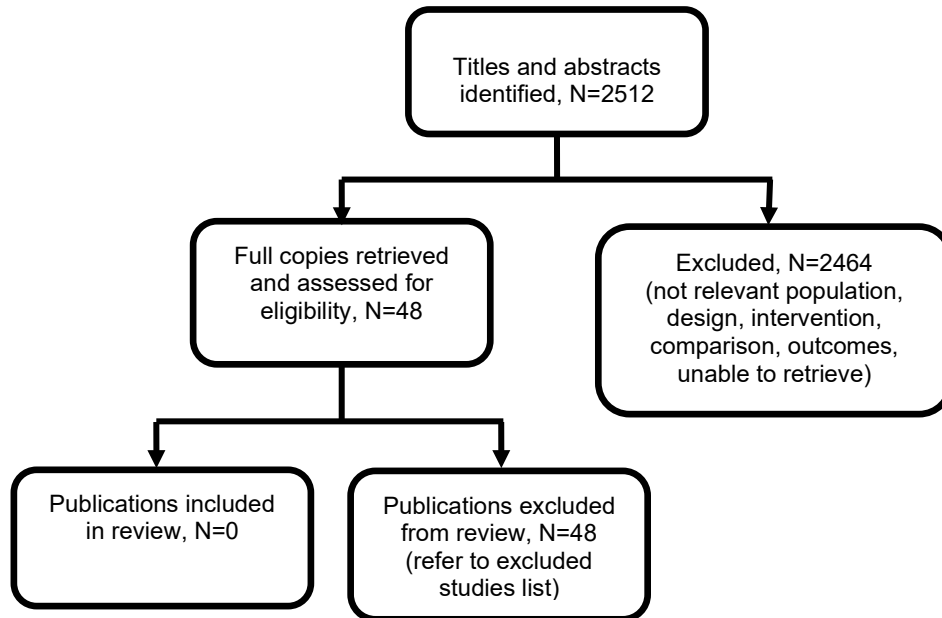 Titles and abstracts
identified, N=2512
Full copies retrieved
and assessed for
eligibility, N=48
Excluded, N=2464
(not relevant population,
design, intervention,
comparison, outcomes,
unable to retrieve)
Publications included
in review, N=0
Publications excluded
from review, N=48
(refer to excluded
studies list)